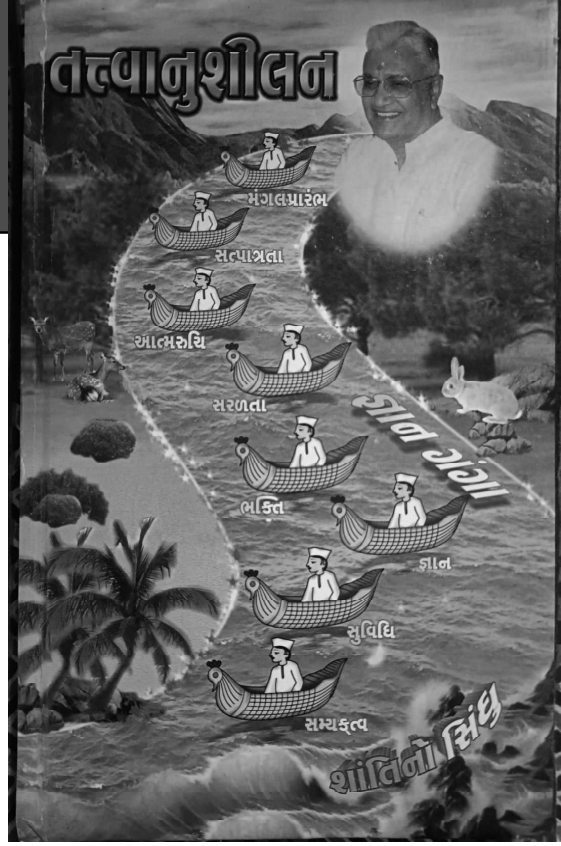 તત્ત્વાનુશીલન
મંગલપ્રારંભ
સત્પાત્રતા
આત્મરુચિ
સરળતા
જ્ઞાન ગંગા
ભક્તિ
જ્ઞાન
સુવિધિ
સમ્યક્ત્વ
શાંતિનો સિંધુ